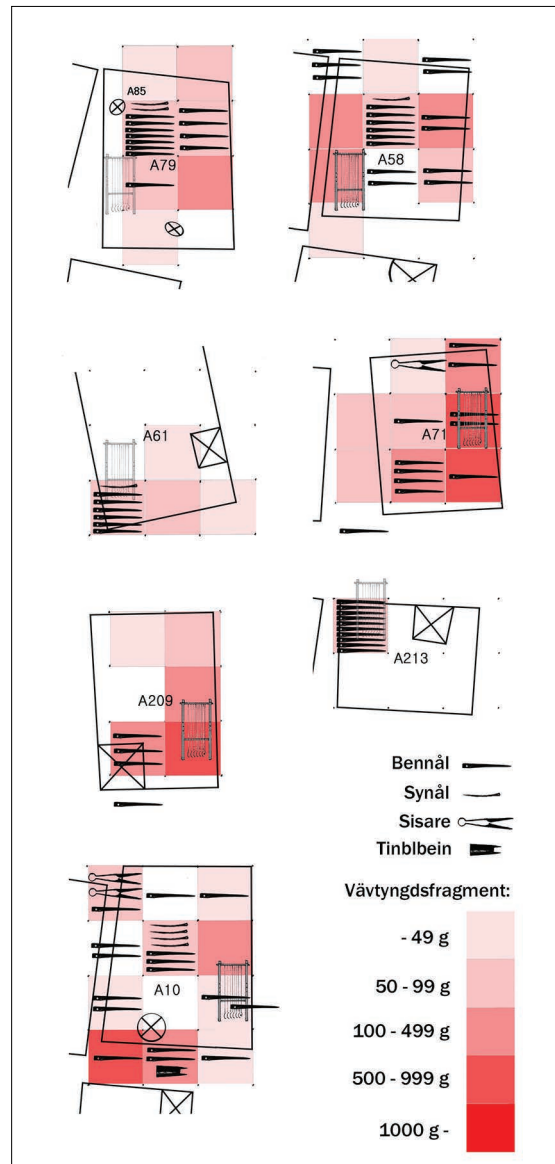 A85
A79
A58
A61
A71
A209
A213
Bennål
Synål
Sisare
Tinblbein
Vävtyngdsfragment:
- 49 g
50 - 99 g
A10
100 - 499 g
500 - 999 g
1000 g -